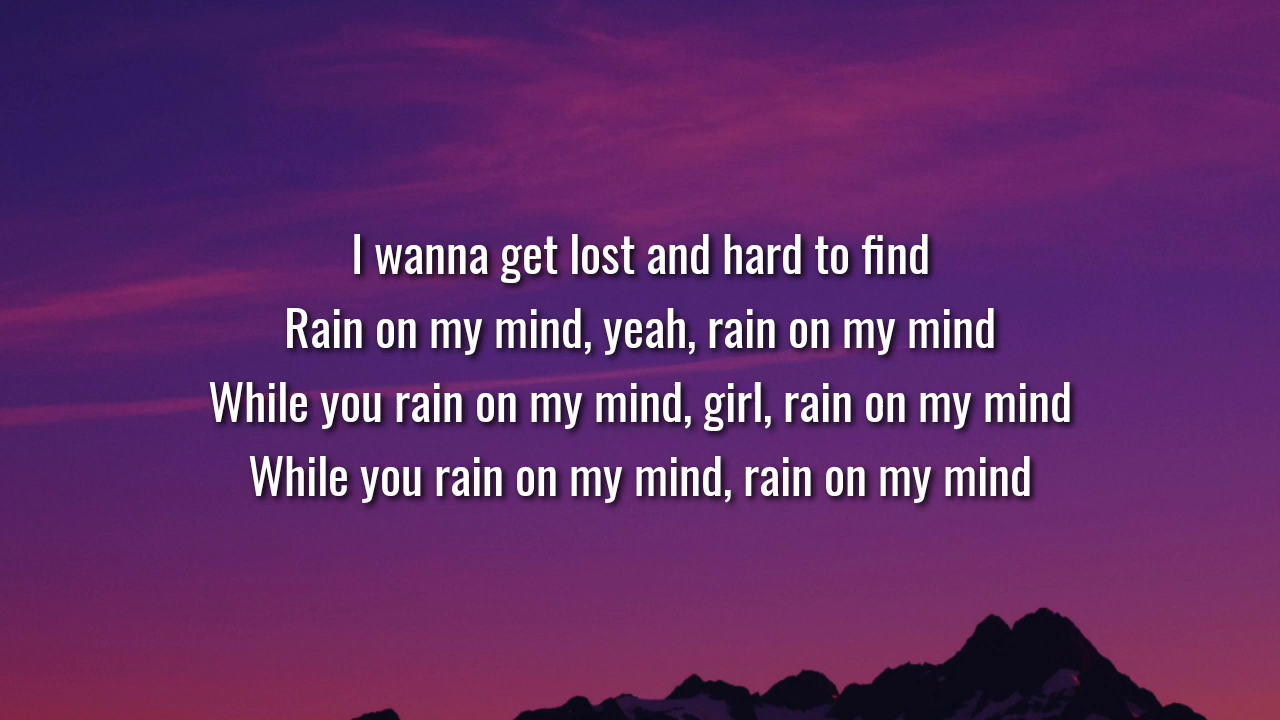 I wanna get lost and hard to find
Rain on my mind, yeah, rain on my mind
While you rain on my mind, girl, rain on my mind
While you rain on my mind, rain on my mind